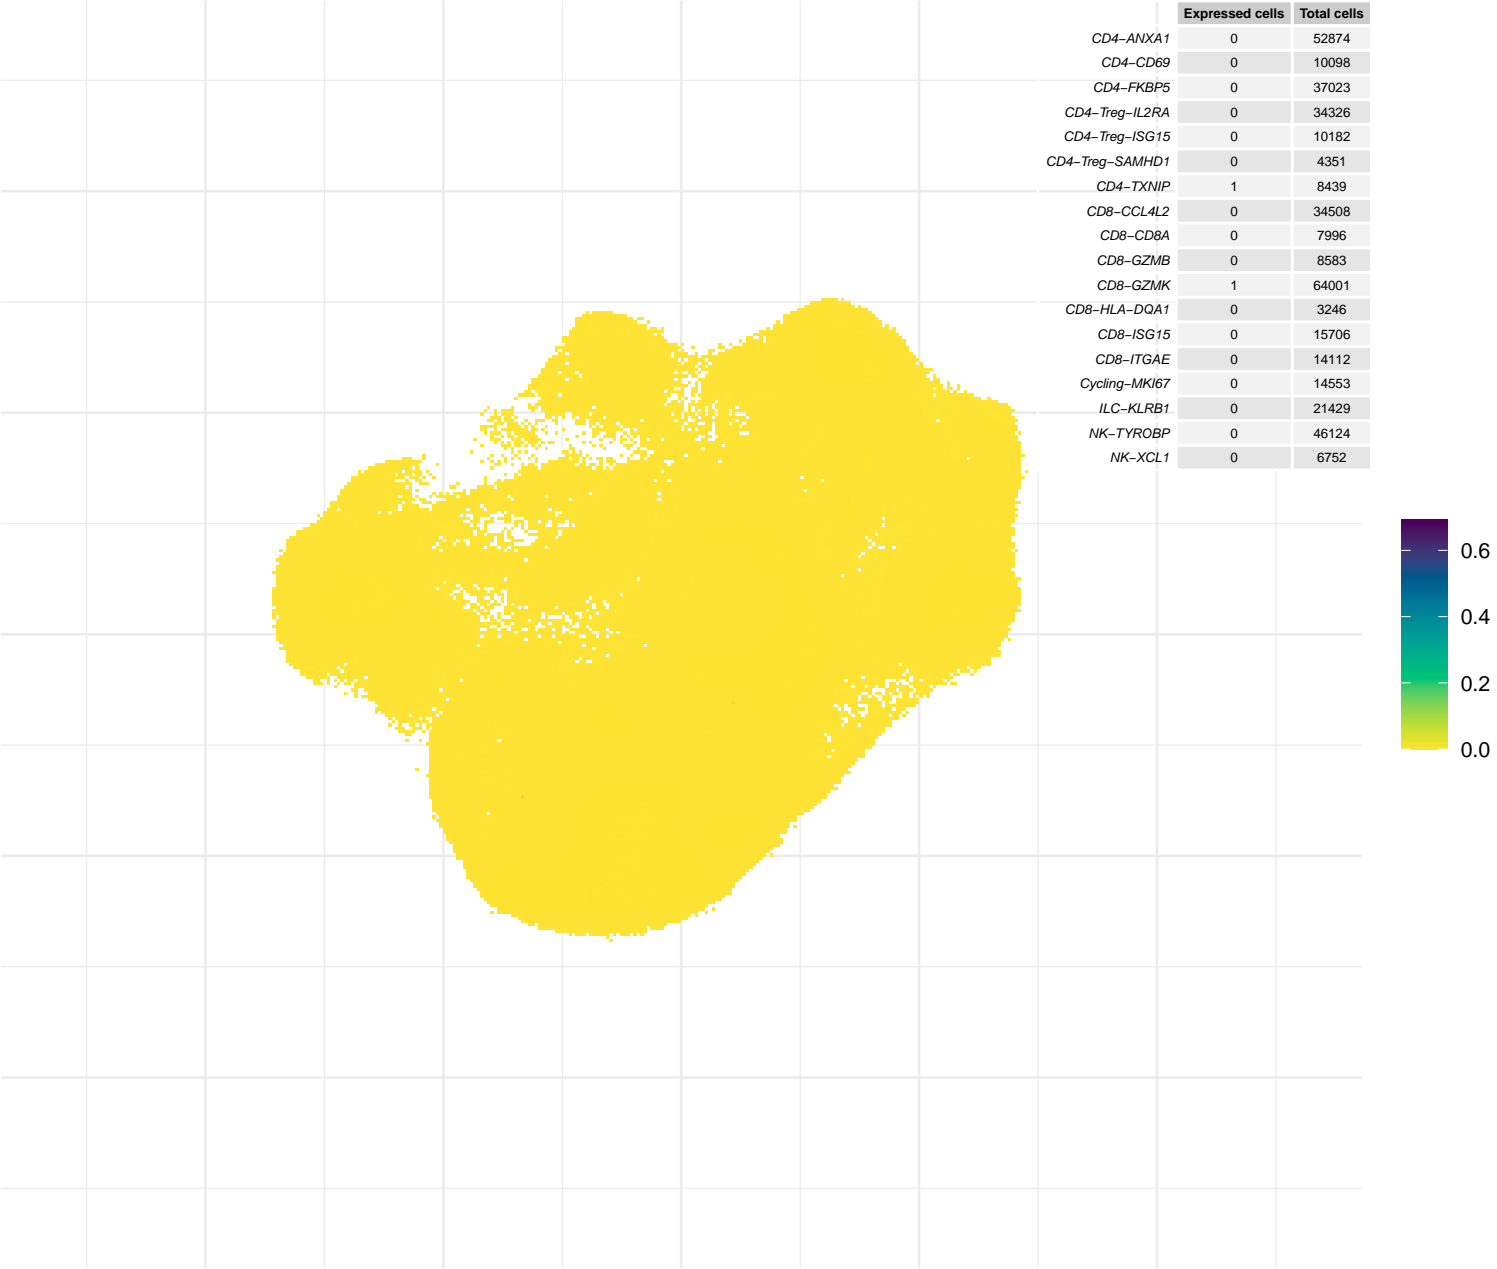 Expressed cells Total cells
CD4−ANXA1 0 52874
CD4−CD69 0 10098
CD4−FKBP5 0 37023
CD4−Treg−IL2RA 0 34326
CD4−Treg−ISG15 0 10182
CD4−Treg−SAMHD1 0 4351
CD4−TXNIP 1 8439
CD8−CCL4L2 0 34508
CD8−CD8A 0 7996
CD8−GZMB 0 8583
CD8−GZMK 1 64001
CD8−HLA−DQA1 0 3246
CD8−ISG15 0 15706
CD8−ITGAE 0 14112
Cycling−MKI67 0 14553
ILC−KLRB1 0 21429
NK−TYROBP 0 46124
NK−XCL1 0 6752
0.6
0.4
0.2
0.0